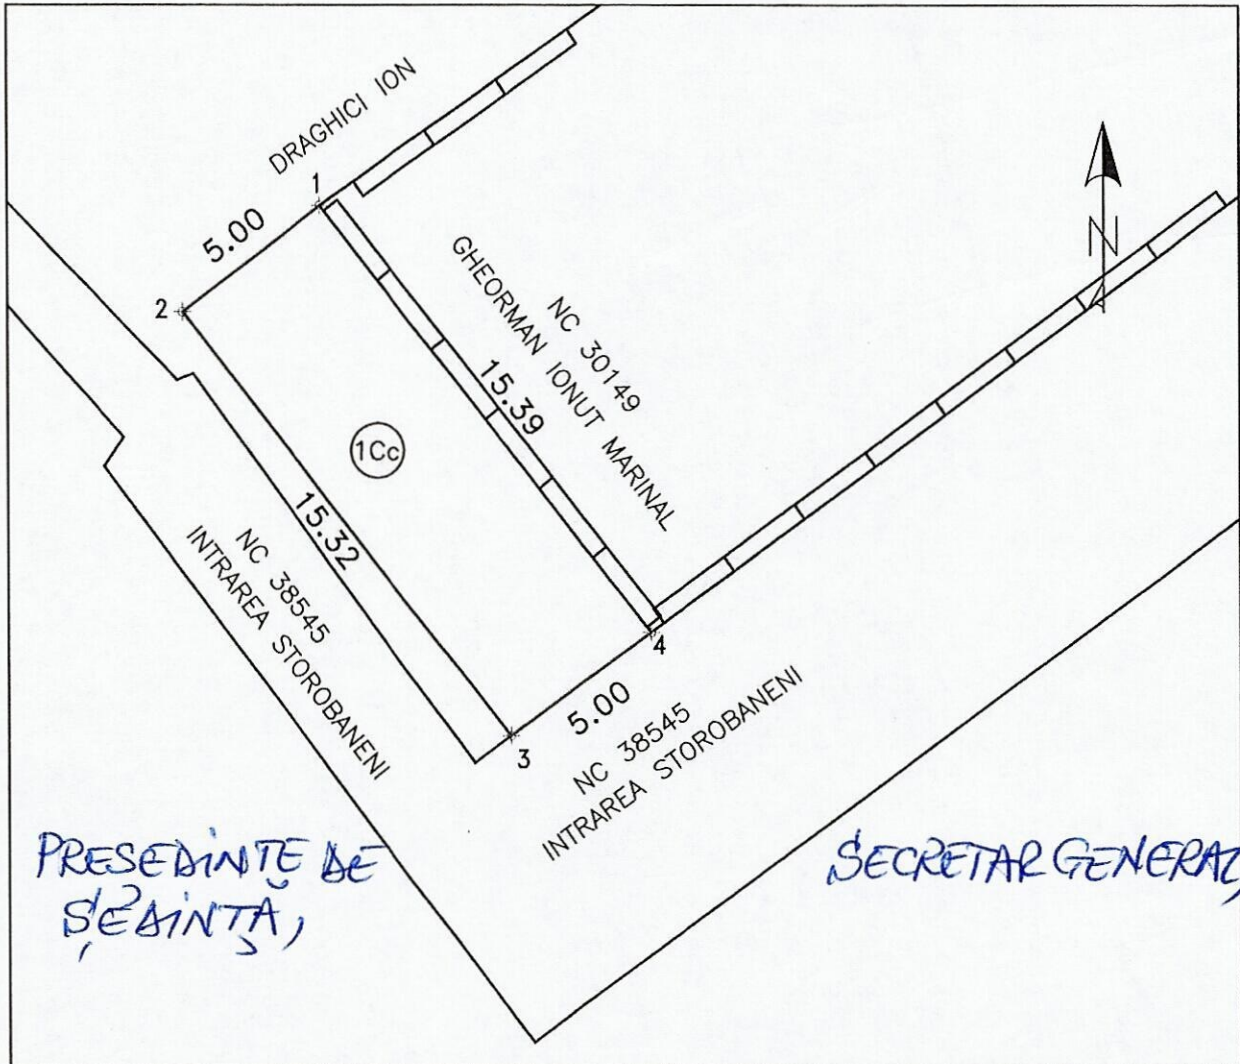 DRAGHICI ION
1
5.00
2
N
NC 30149
GHEORMAN IONUT MARINAL
15.39
1Cc
15.32
NC 38545
INTRAREA STOROBANENI
4
5.00
3
NC 38545
INTRAREA STOROBANENI
PRESEDINTE DE
ȘEDINȚĂ,
SECRETAR GENERAL,